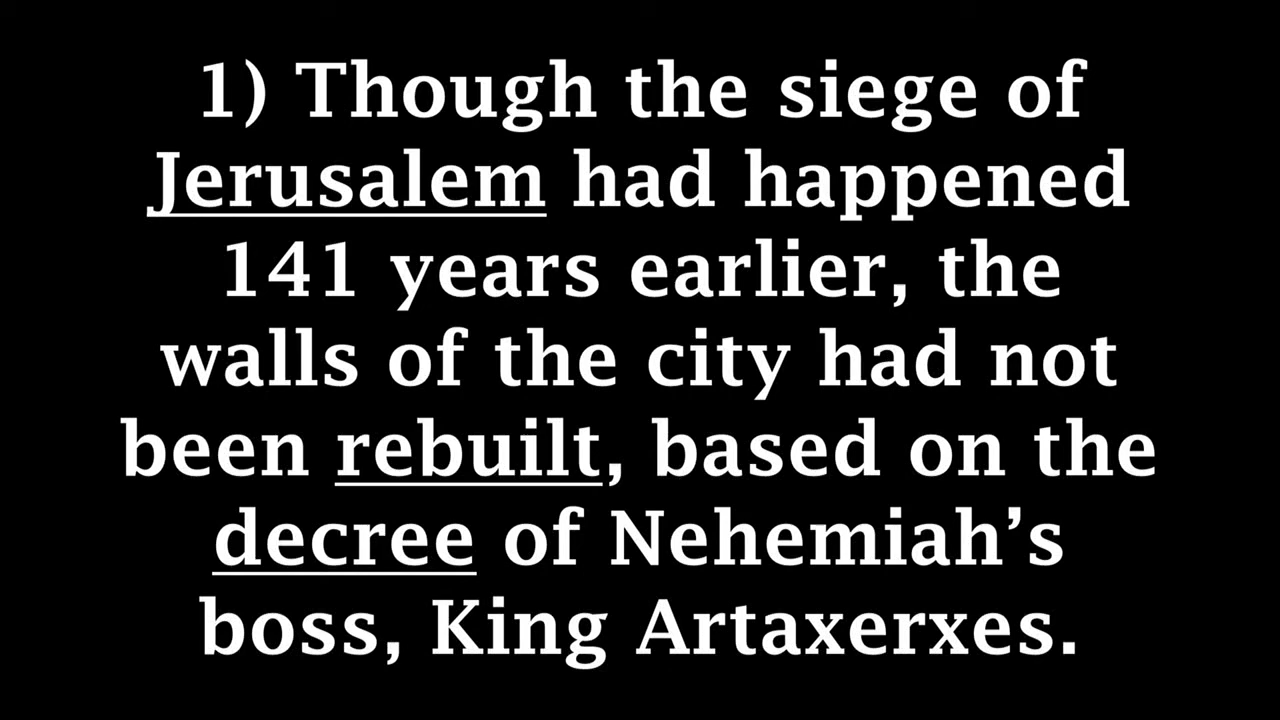 1) Though the siege of
Jerusalem had happened
141 years earlier, the
walls of the city had not
been rebuilt, based on the
decree of Nehemiah’s
boss, King Artaxerxes.